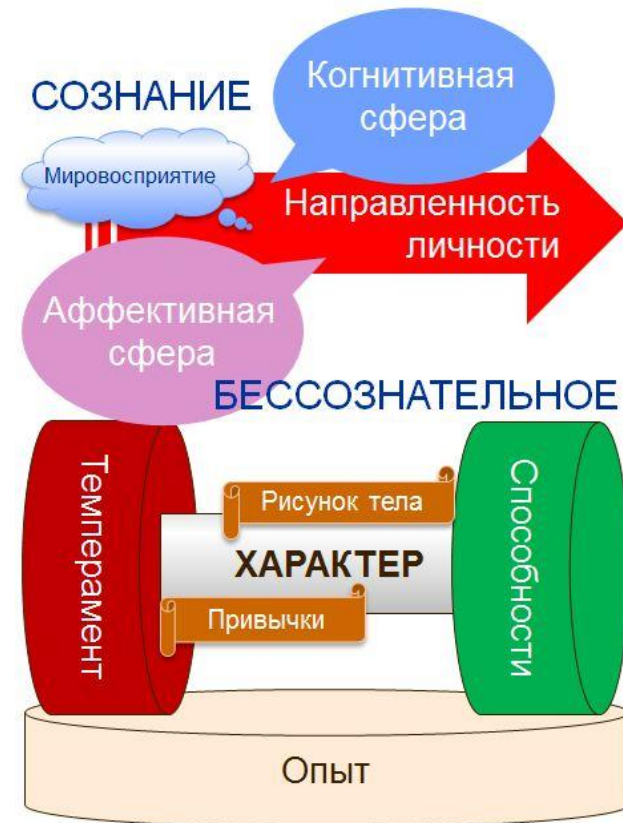 СОЗНАНИЕ
Когнитивная
сфера
Мировосприятие
Направленность
личности
Аффективная
сфера
БЕССОЗНАТЕЛЬНОЕ
Темперамент
Рисунок тела
ХАРАКТЕР
Привычки
Способности
Опыт